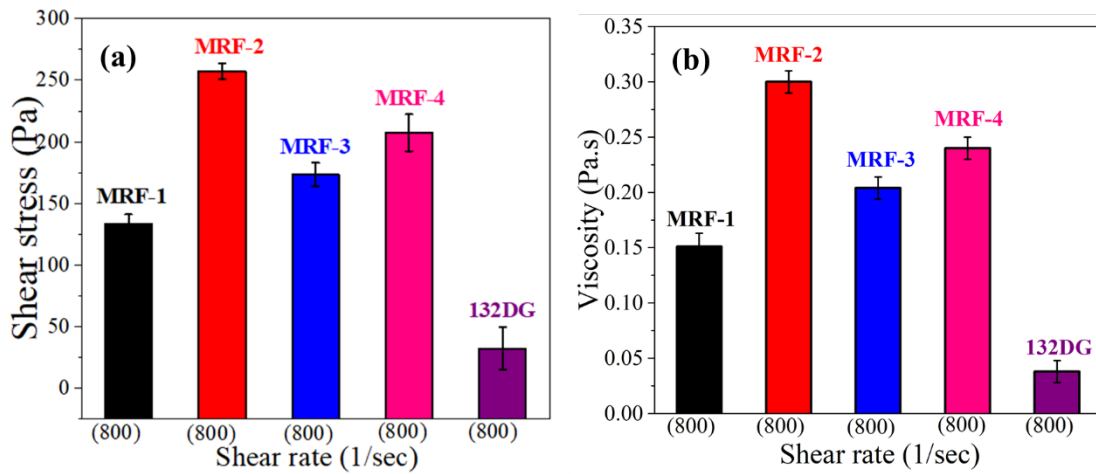 (a)
300
250
200
150
100
50
0
Shear stress (Pa)
MRF-1
MRF-2
MRF-3
MRF-4
132DG
(800) (800) (800) (800) (800)
Shear rate (1/sec)
(b)
0.35
0.30
0.25
0.20
0.15
0.10
0.05
0.00
Viscosity (Pa.s)
MRF-1
MRF-2
MRF-3
MRF-4
132DG
(800) (800) (800) (800) (800)
Shear rate (1/sec)